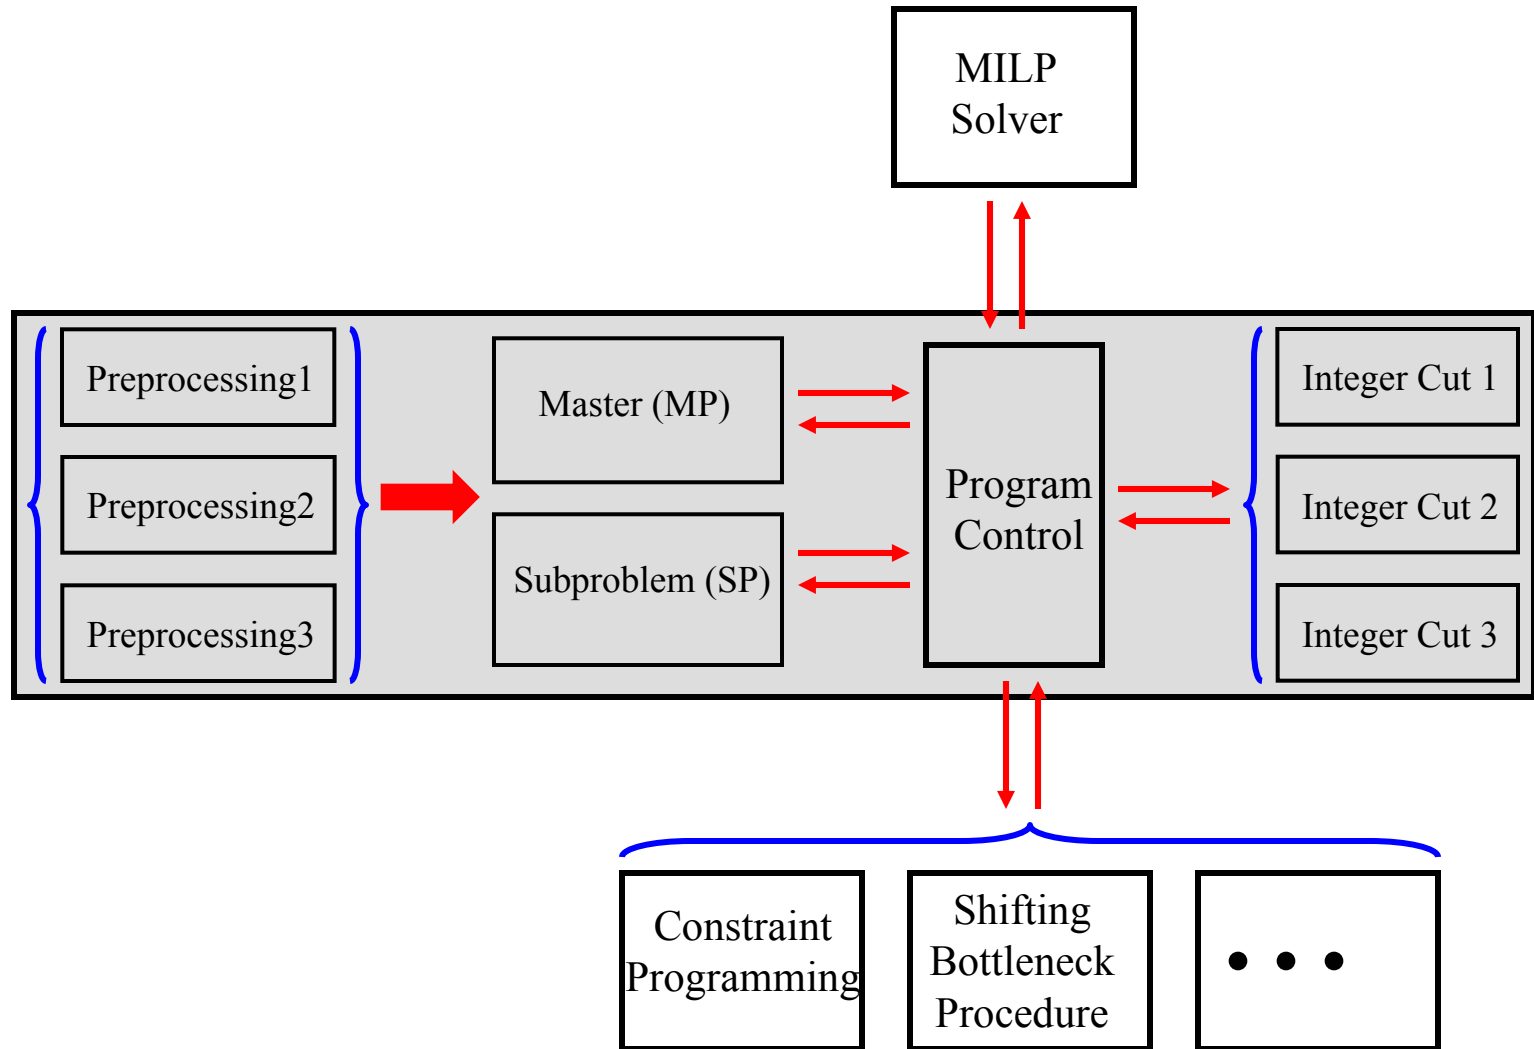 MILP
Solver
Preprocessing1
Preprocessing2
Preprocessing3
Master (MP)
Subproblem (SP)
Program
Control
Integer Cut 1
Integer Cut 2
Integer Cut 3
Constraint
Programming
Shifting
Bottleneck
Procedure
• • •